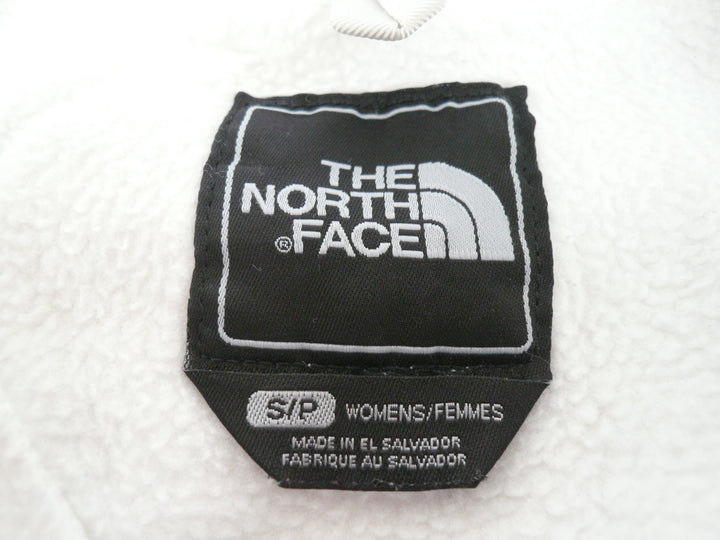 THE
NORTH
®FACE
S/P WOMENS/FEMMES
MADE IN EL SALVADOR
FABRIQUE AU SALVADOR